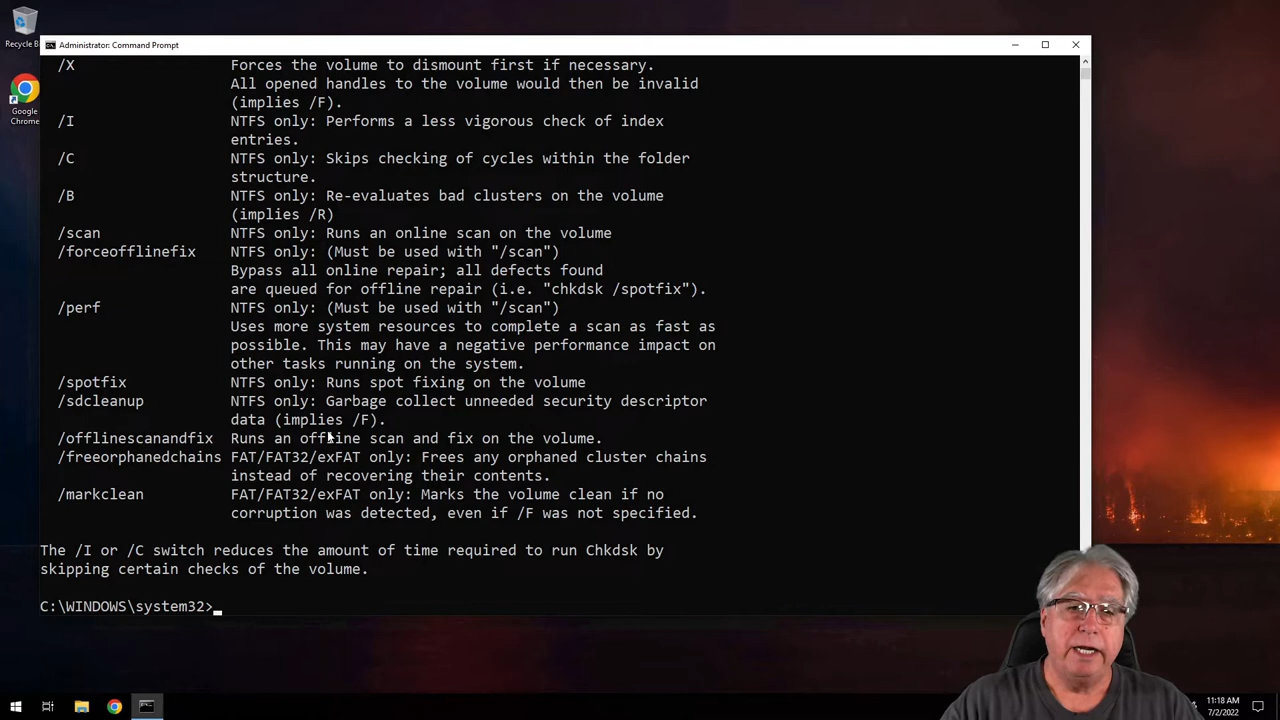 Recycle B
Google
Chrome
Administrator: Command Prompt
/X Forces the volume to dismount first if necessary.
All opened handles to the volume would then be invalid
(implies /F).
/I NTFS only: Performs a less vigorous check of index
entries.
/C NTFS only: Skips checking of cycles within the folder
structure.
/B NTFS only: Re-evaluates bad clusters on the volume
(implies /R)
/scan NTFS only: Runs an online scan on the volume
/forceofflinefix NTFS only: (Must be used with "/scan")
Bypass all online repair; all defects found
are queued for offline repair (i.e. "chkdsk /spotfix").
/perf NTFS only: (Must be used with "/scan")
Uses more system resources to complete a scan as fast as
possible. This may have a negative performance impact on
other tasks running on the system.
/spotfix NTFS only: Runs spot fixing on the volume
/sdcleanup NTFS only: Garbage collect unneeded security descriptor
data (implies /F).
/offlinescanandfix Runs an offline scan and fix on the volume.
/freeorphanedchains FAT/FAT32/exFAT only: Frees any orphaned cluster chains
instead of recovering their contents.
/markclean FAT/FAT32/exFAT only: Marks the volume clean if no
corruption was detected, even if /F was not specified.
The /I or /C switch reduces the amount of time required to run Chkdsk by
skipping certain checks of the volume.
C:\WINDOWS\system32>
11:18 AM
7/2/2022